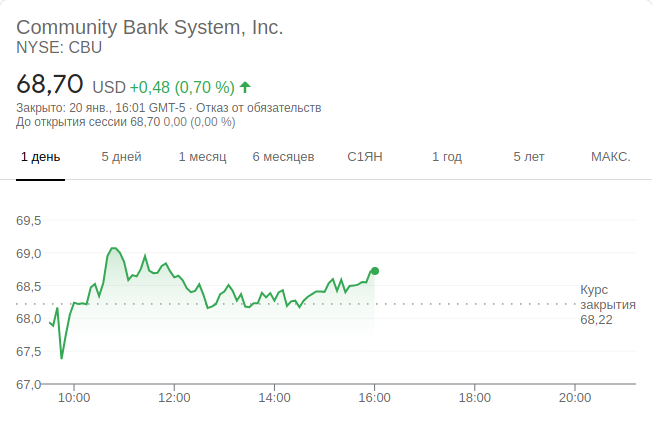 Community Bank System, Inc.
NYSE: CBU
68,70 USD +0,48 (0,70 %)
Закрыто: 20 янв., 16:01 GMT-5 · Отказ от обязательств
До открытия сессии 68,70 0,00 (0,00 %)
1 день 5 дней 1 месяц 6 месяцев С1ЯН 1 год 5 лет МАКС.
69,5
69,0
68,5
68,0
67,5
67,0
Курс
закрытия
68,22
10:00 12:00 14:00 16:00 18:00 20:00